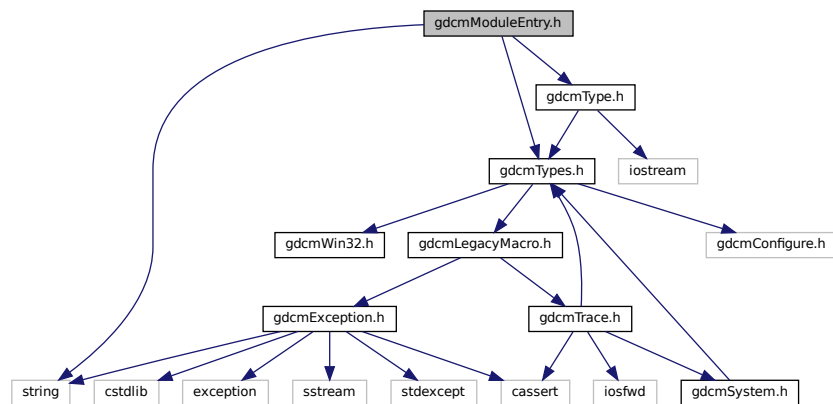 gdcmModuleEntry.h
gdcmType.h
gdcmTypes.h
iostream
gdcmWin32.h
gdcmLegacyMacro.h
gdcmConfigure.h
gdcmException.h
gdcmTrace.h
string
cstdlib
exception
sstream
stdexcept
cassert
iosfwd
gdcmSystem.h